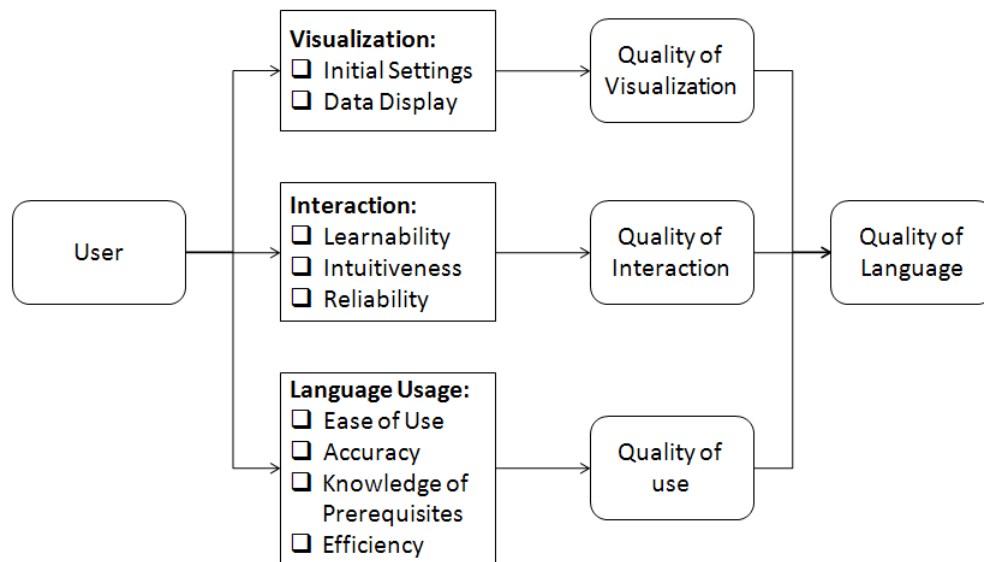 User
Visualization:
Initial Settings
Data Display
Quality of
Visualization
Interaction:
Learnability
Intuitiveness
Reliability
Quality of
Interaction
Language Usage:
Ease of Use
Accuracy
Knowledge of
Prerequisites
Efficiency
Quality of
use
Quality of
Language